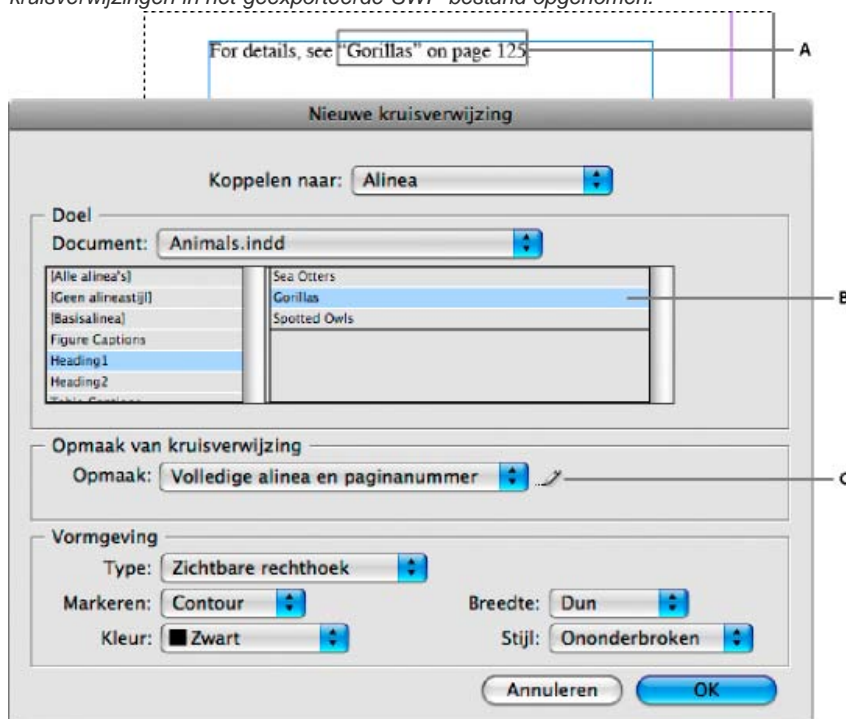 kruisverwijzingen in het geëxporteerde SWF-bestand opgenomen.
For details, see “Gorillas” on page 125.
A
Nieuwe kruisverwijzing
Koppelen naar: Alinea
Doel
Document: Animals.indd
[Alle alinea's]
[Geen alineastijl]
[Basisalinea]
Figure Captions
Heading1
Heading2
Table Captions
Sea Otters
Gorillas
Spotted Owls
B
Opmaak van kruisverwijzing
Opmaak: Volledige alinea en paginanummer
C
Vormgeving
Type: Zichtbare rechthoek
Markeren: Contour
Breedte: Dun
Kleur: Zwart
Stijl: Ononderbroken
Annuleren
OK